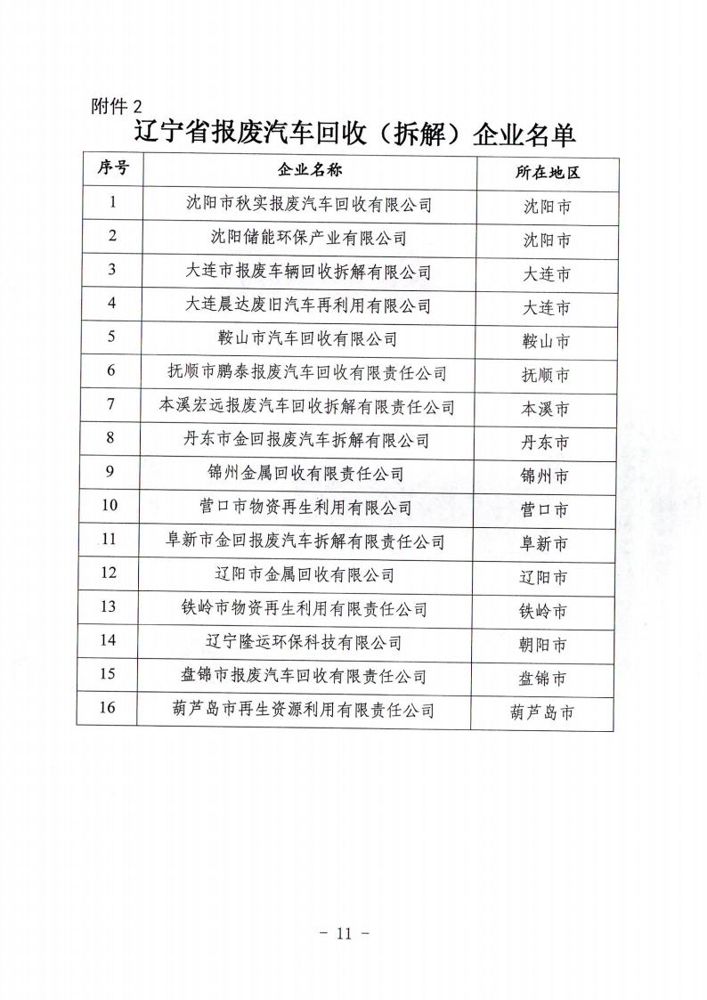 附件 2
辽宁省报废汽车回收（拆解）企业名单
序号 企业名称 所在地区
1 沈阳市秋实报废汽车回收有限公司 沈阳市
2 沈阳储能环保产业有限公司 沈阳市
3 大连市报废车辆回收拆解有限公司 大连市
4 大连晨达废旧汽车再利用有限公司 大连市
5 鞍山市汽车回收有限公司 鞍山市
6 抚顺市鹏泰报废汽车回收有限责任公司 抚顺市
7 本溪宏远报废汽车回收拆解有限责任公司 本溪市
8 丹东市金回报废汽车拆解有限公司 丹东市
9 锦州金属回收有限责任公司 锦州市
10 营口市物资再生利用有限公司 营口市
11 阜新市金回报废汽车拆解有限责任公司 阜新市
12 辽阳市金属回收有限公司 辽阳市
13 铁岭市物资再生利用有限责任公司 铁岭市
14 辽宁隆运环保科技有限公司 朝阳市
15 盘锦市报废汽车回收有限责任公司 盘锦市
16 葫芦岛市再生资源利用有限责任公司 葫芦岛市
- 11 -